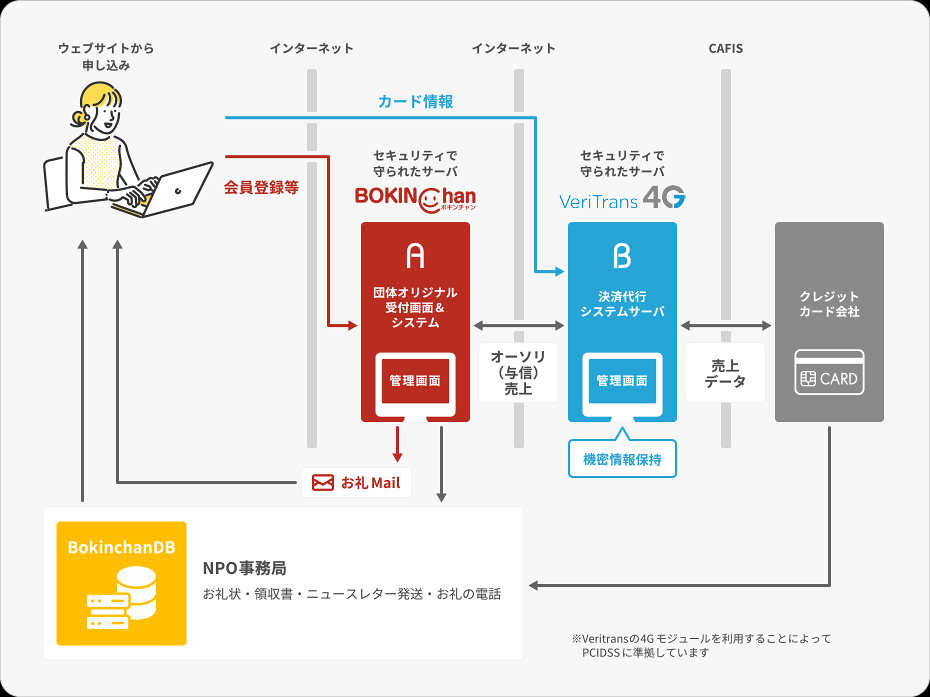 ウェブサイトから
申し込み
インターネット
インターネット
CAFIS
カード情報
会員登録等
セキュリティで
守られたサーバ
BOKINChan
ボキンチャン
セキュリティで
守られたサーバ
VeriTrans 4G
A
団体オリジナル
受付画面&
システム
管理画面
オーソリ
（与信）
売上
B
決済代行
システムサーバ
管理画面
機密情報保持
売上
データ
クレジット
カード会社
CARD
お礼Mail
BokinchanDB
NPO事務局
お礼状・領収書・ニュースレター発送・お礼の電話
※Veritransの4Gモジュールを利用することによって
PCIDSSに準拠しています